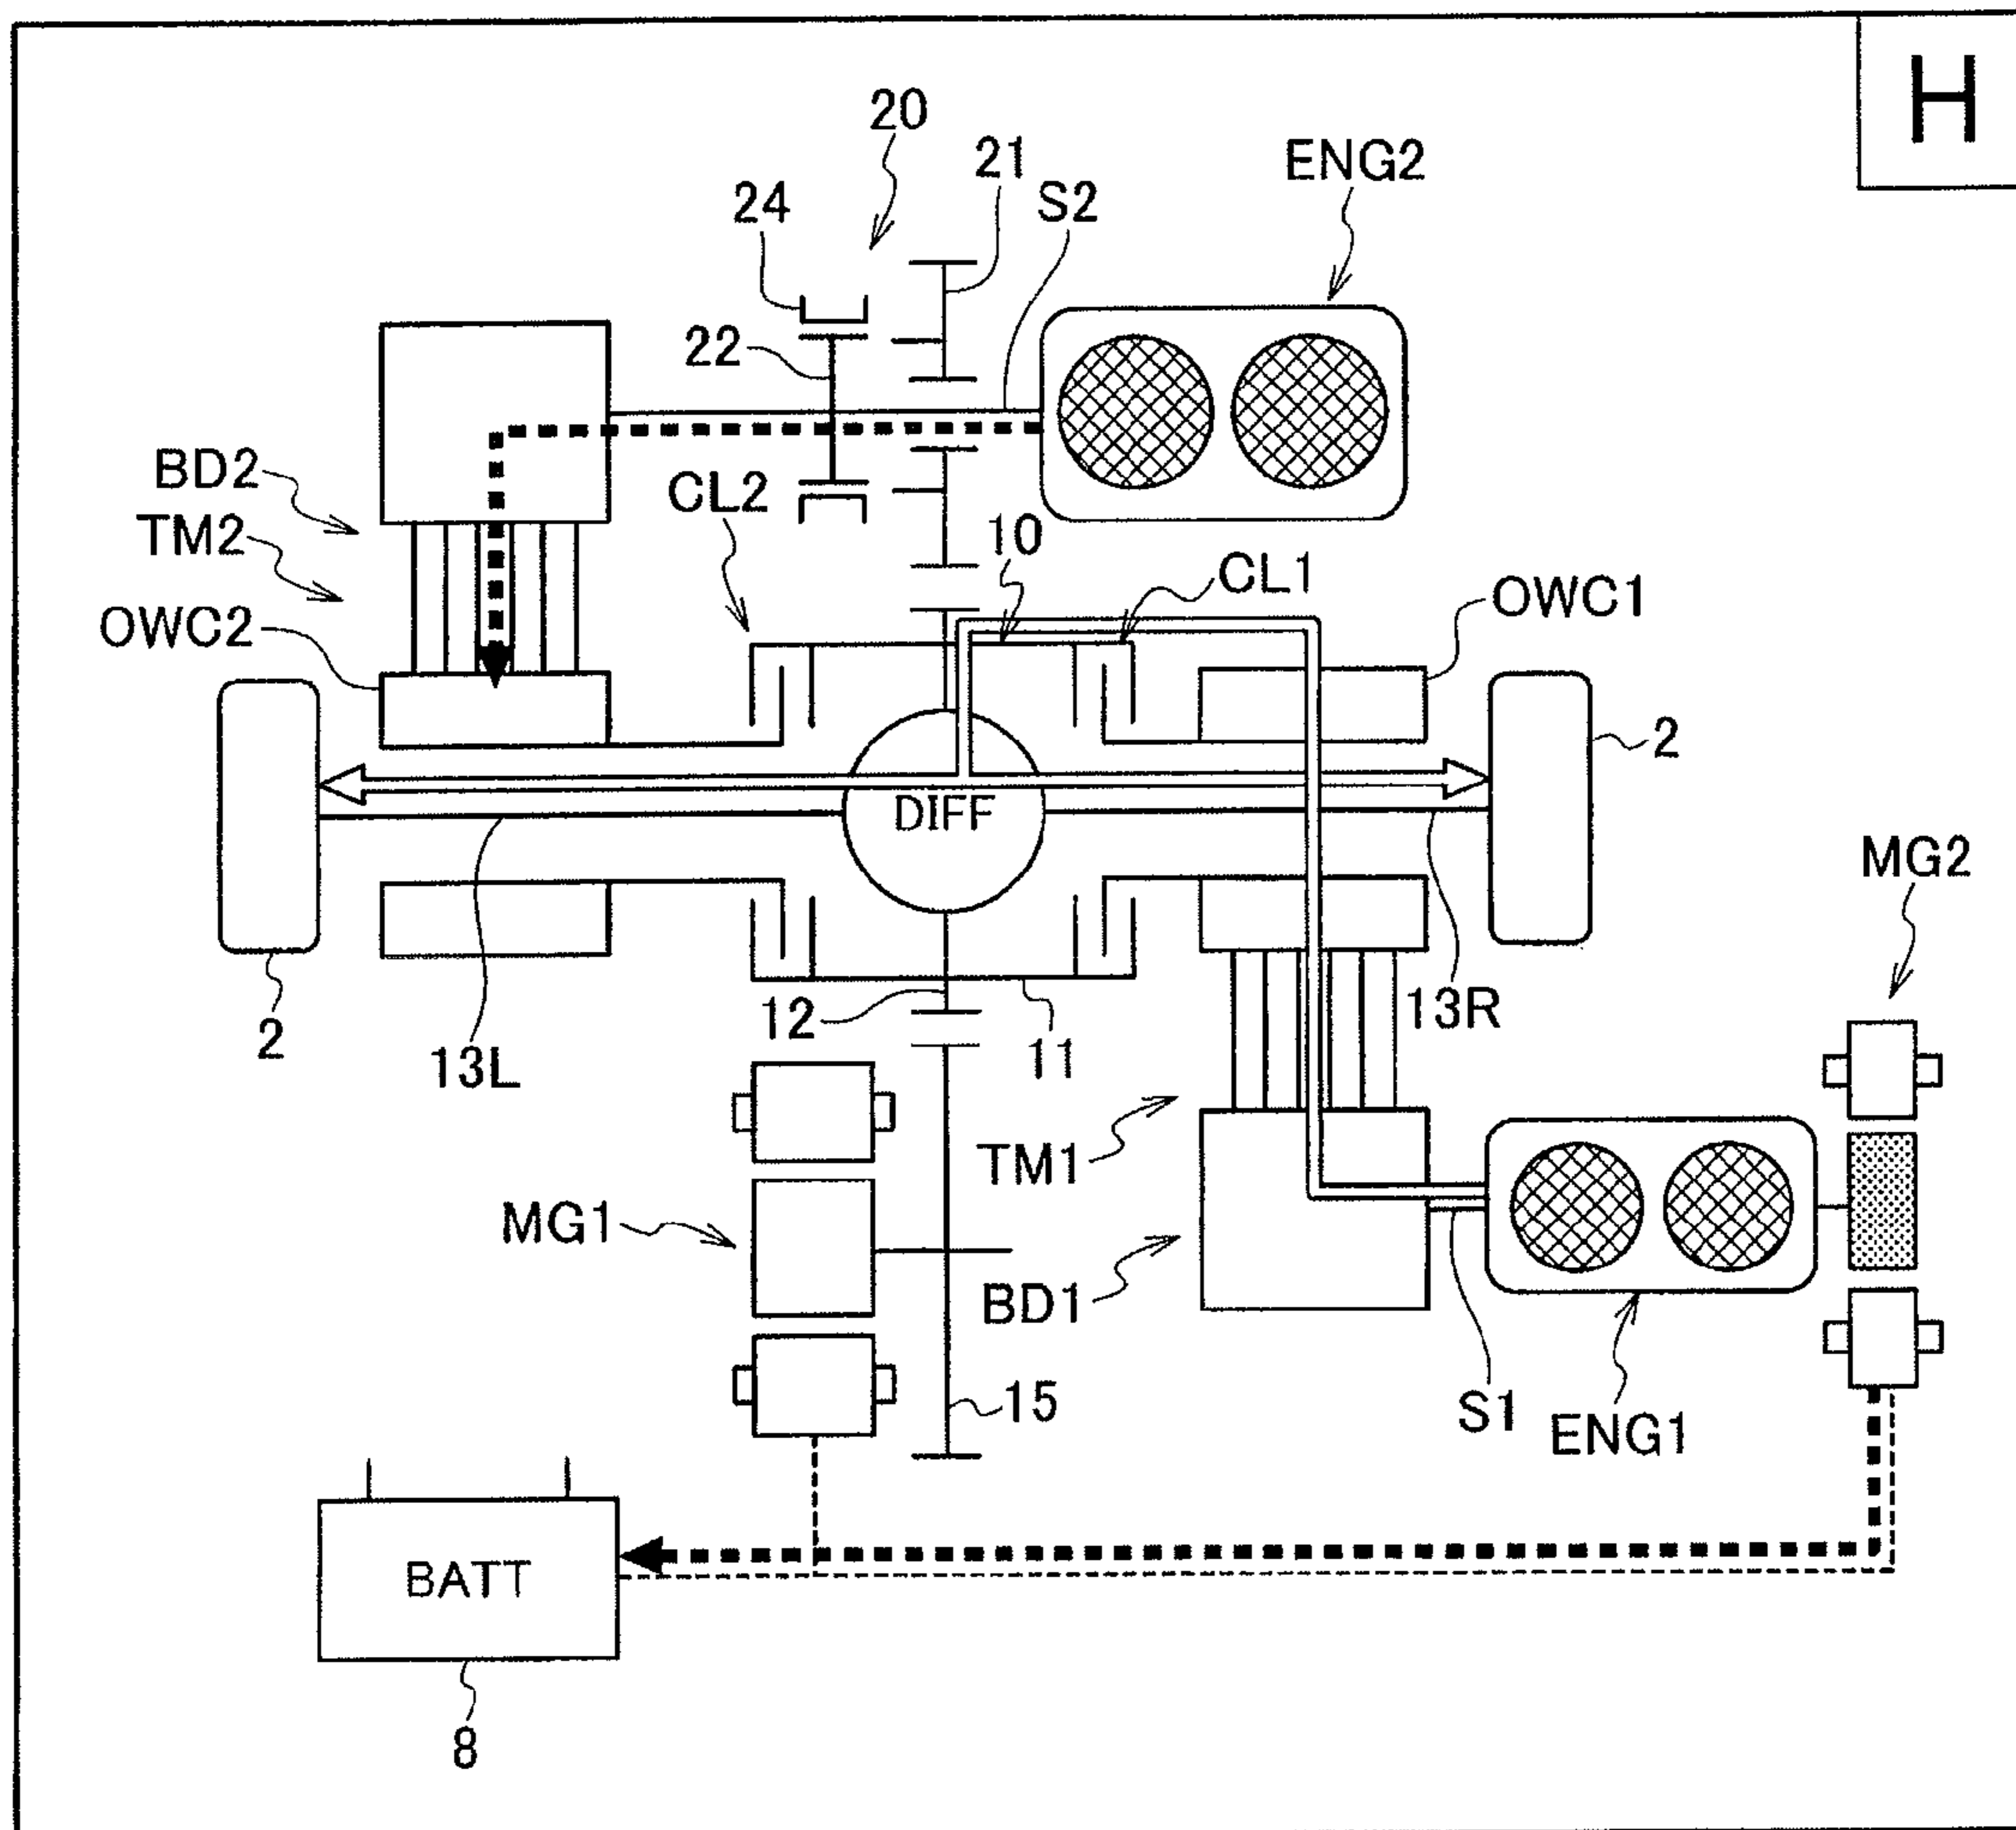 H
20
21
ENG2
24
S2
22
BD2
CL2
TM2
10
CL1
OWC1
OWC2
2
DIFF
MG2
12
13R
2
11
13L
TM1
MG1
BD1
15
S1
ENG1
BATT
8